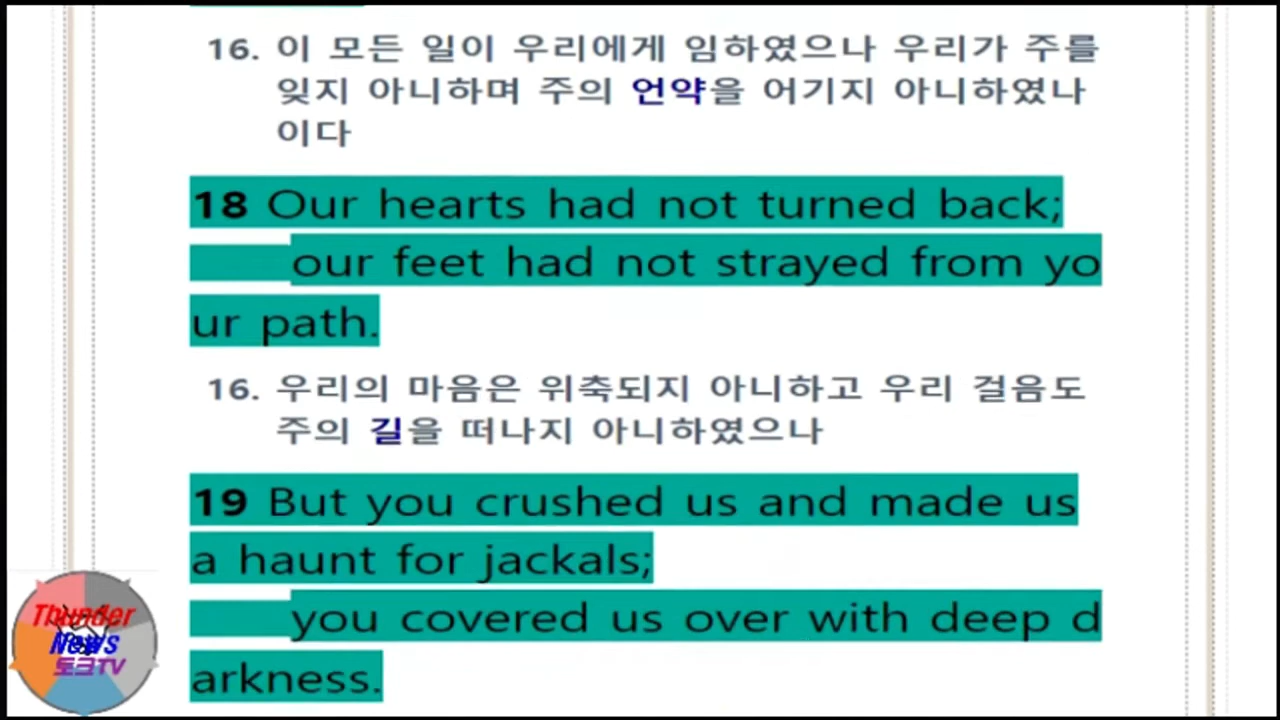 16. 이 모든 일이 우리에게 임하였으나 우리가 주를
잊지 아니하며 주의 언약을 어기지 아니하였나
이다
18 Our hearts had not turned back;
our feet had not strayed from yo
ur path.
16. 우리의 마음은 위축되지 아니하고 우리 걸음도
주의 길을 떠나지 아니하였으나
19 But you crushed us and made us
a haunt for jackals;
you covered us over with deep d
arkness.
Thunder
News
토크TV